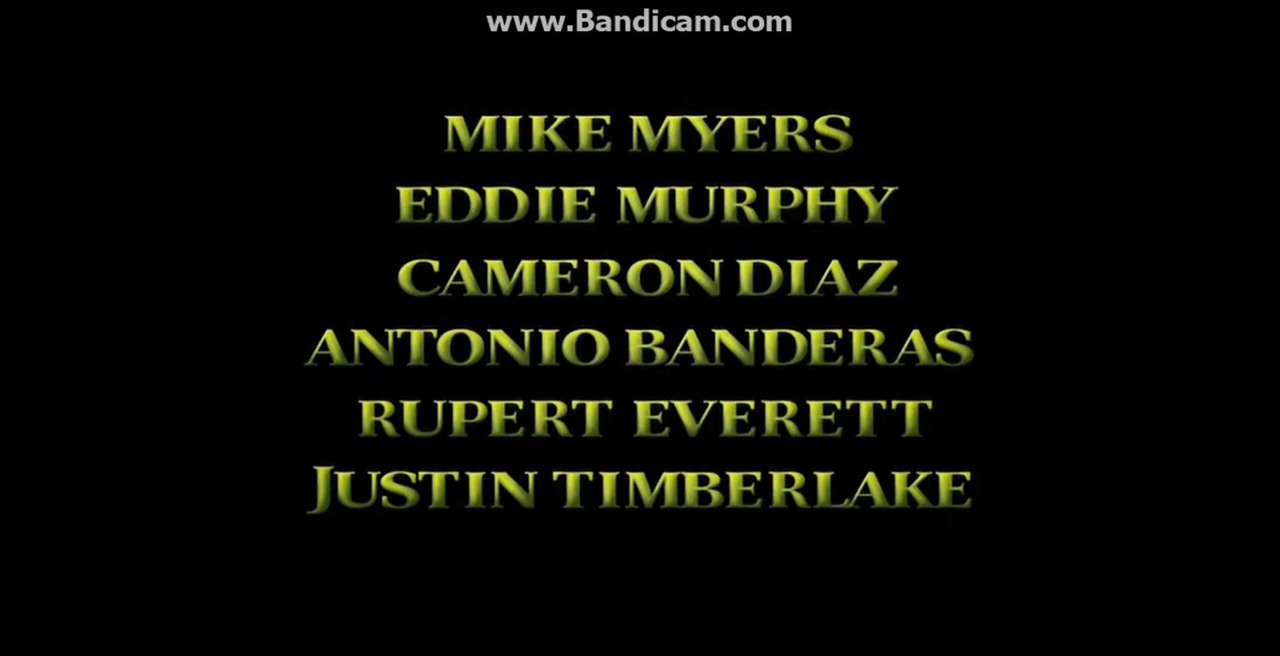 www.Bandicam.com
MIKE MYERS
EDDIE MURPHY
CAMERON DIAZ
ANTONIO BANDERAS
RUPERT EVERETT
JUSTIN TIMBERLAKE